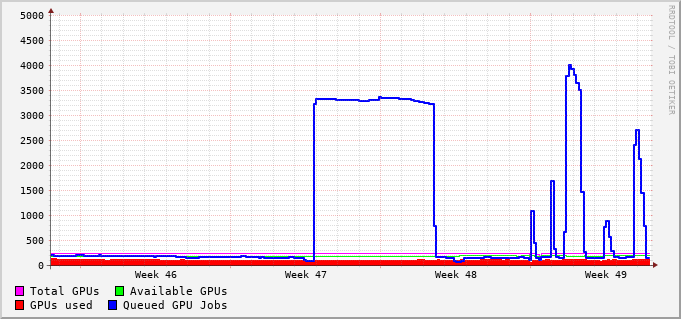 RRDTOOL / TOBI OETIKER
5000
4500
4000
3500
3000
2500
2000
1500
1000
500
0
Week 46 Week 47 Week 48 Week 49
Total GPUs Available GPUs
GPUs used Queued GPU Jobs